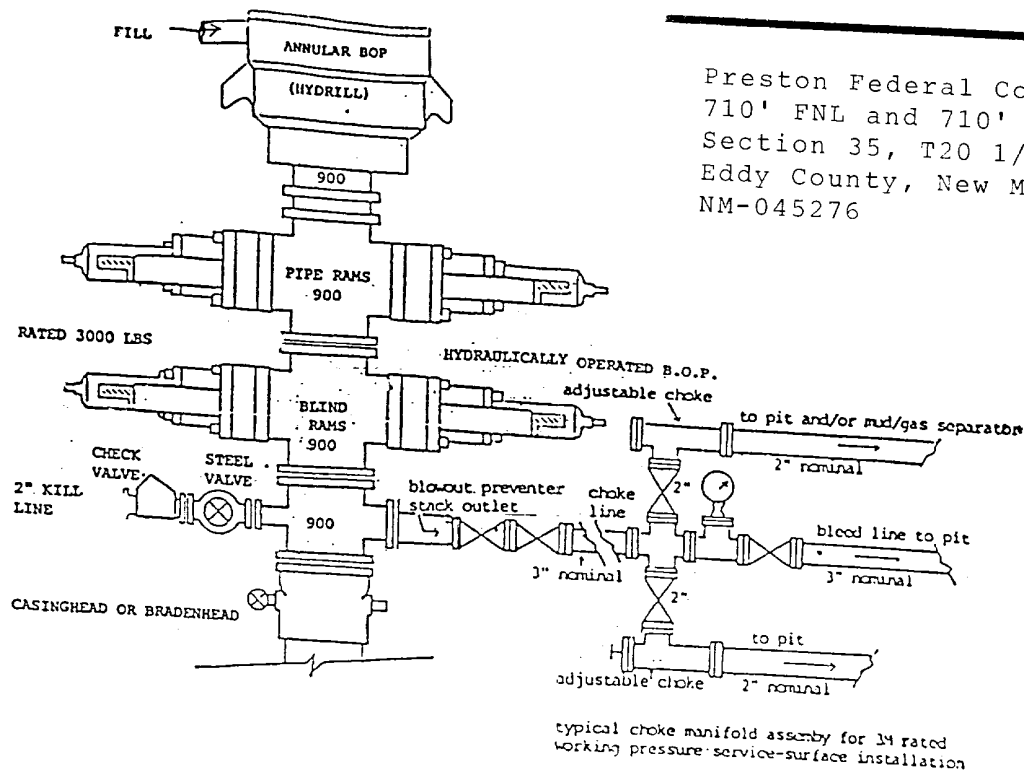 FILL
ANNULAR BOP
(HYDRILL)
Preston Federal Co
710' FNL and 710'
Section 35, T20 1/
Eddy County, New M
NM-045276
900
PIPE RAMS
900
RATED 3000 LBS
HYDRAULICALLY OPERATED B.O.P.
adjustable choke
to pit and/or mud/gas separator
2" nominal
BLIND
RAMS
900
CHECK
VALVE
STEEL
VALVE
2" KILL
LINE
900
blowout preventer
stack outlet
choke
line
2"
bleed line to pit
3" nominal
3" nominal
2"
CASINGHEAD OR BRADENHEAD
to pit
adjustable choke
2" nominal
typical choke manifold assemby for 3M rated
working pressure service-surface installation